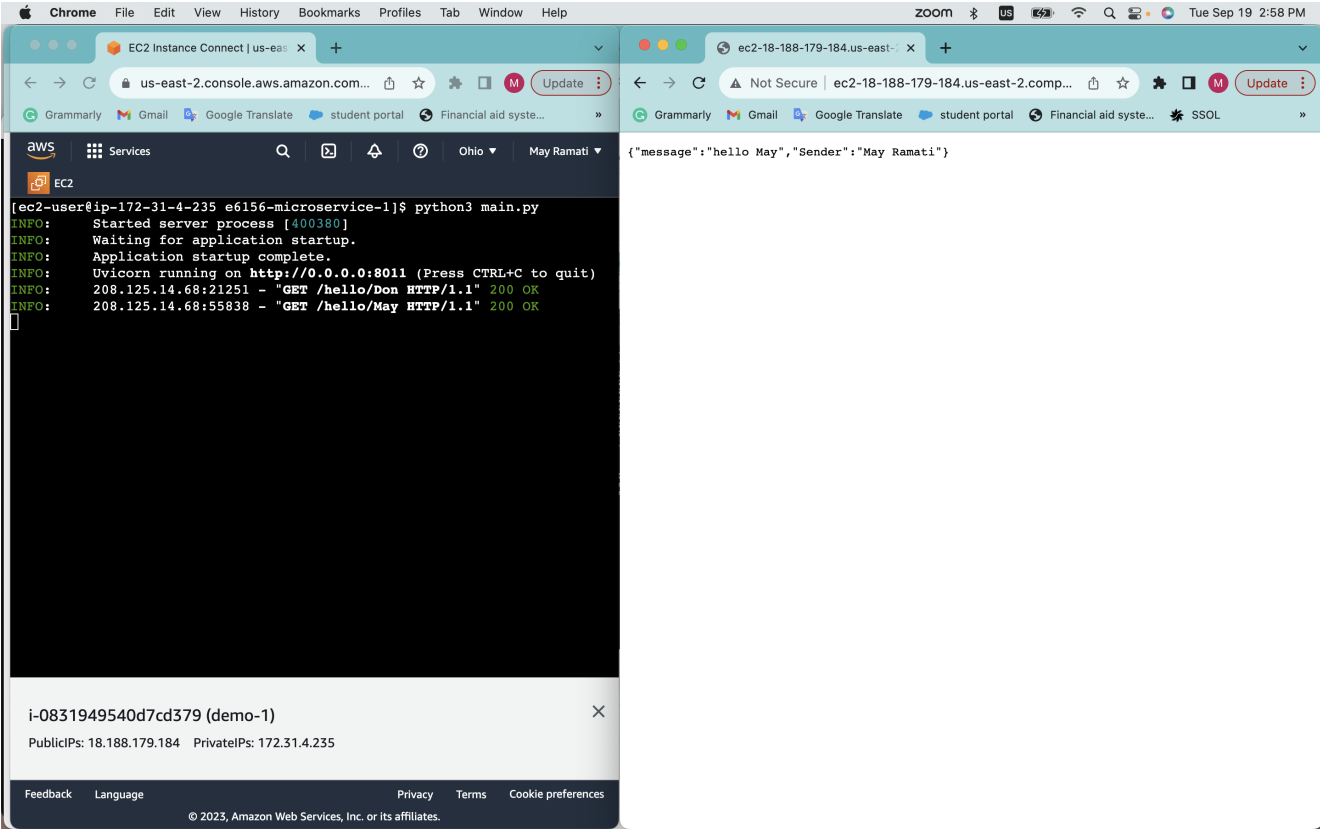 Chrome File Edit View History Bookmarks Profiles Tab Window Help zoom US Tue Sep 19 2:58 PM
EC2 Instance Connect | us-eas
us-east-2.console.aws.amazon.com... M Update
Grammarly Gmail Google Translate student portal Financial aid syste... »
aws Services Ohio ▼ May Ramati ▼
EC2
[ec2-user@ip-172-31-4-235 e6156-microservice-1]$ python3 main.py
INFO: Started server process [400380]
INFO: Waiting for application startup.
INFO: Application startup complete.
INFO: Uvicorn running on http://0.0.0.0:8011 (Press CTRL+C to quit)
INFO: 208.125.14.68:21251 - "GET /hello/Don HTTP/1.1" 200 OK
INFO: 208.125.14.68:55838 - "GET /hello/May HTTP/1.1" 200 OK
i-0831949540d7cd379 (demo-1)
PublicIPs: 18.188.179.184 PrivateIPs: 172.31.4.235
Feedback Language Privacy Terms Cookie preferences
© 2023, Amazon Web Services, Inc. or its affiliates.
ec2-18-188-179-184.us-east-2
Not Secure | ec2-18-188-179-184.us-east-2.comp... M Update
Grammarly Gmail Google Translate student portal Financial aid syste... SSOL »
{"message":"hello May","Sender":"May Ramati"}